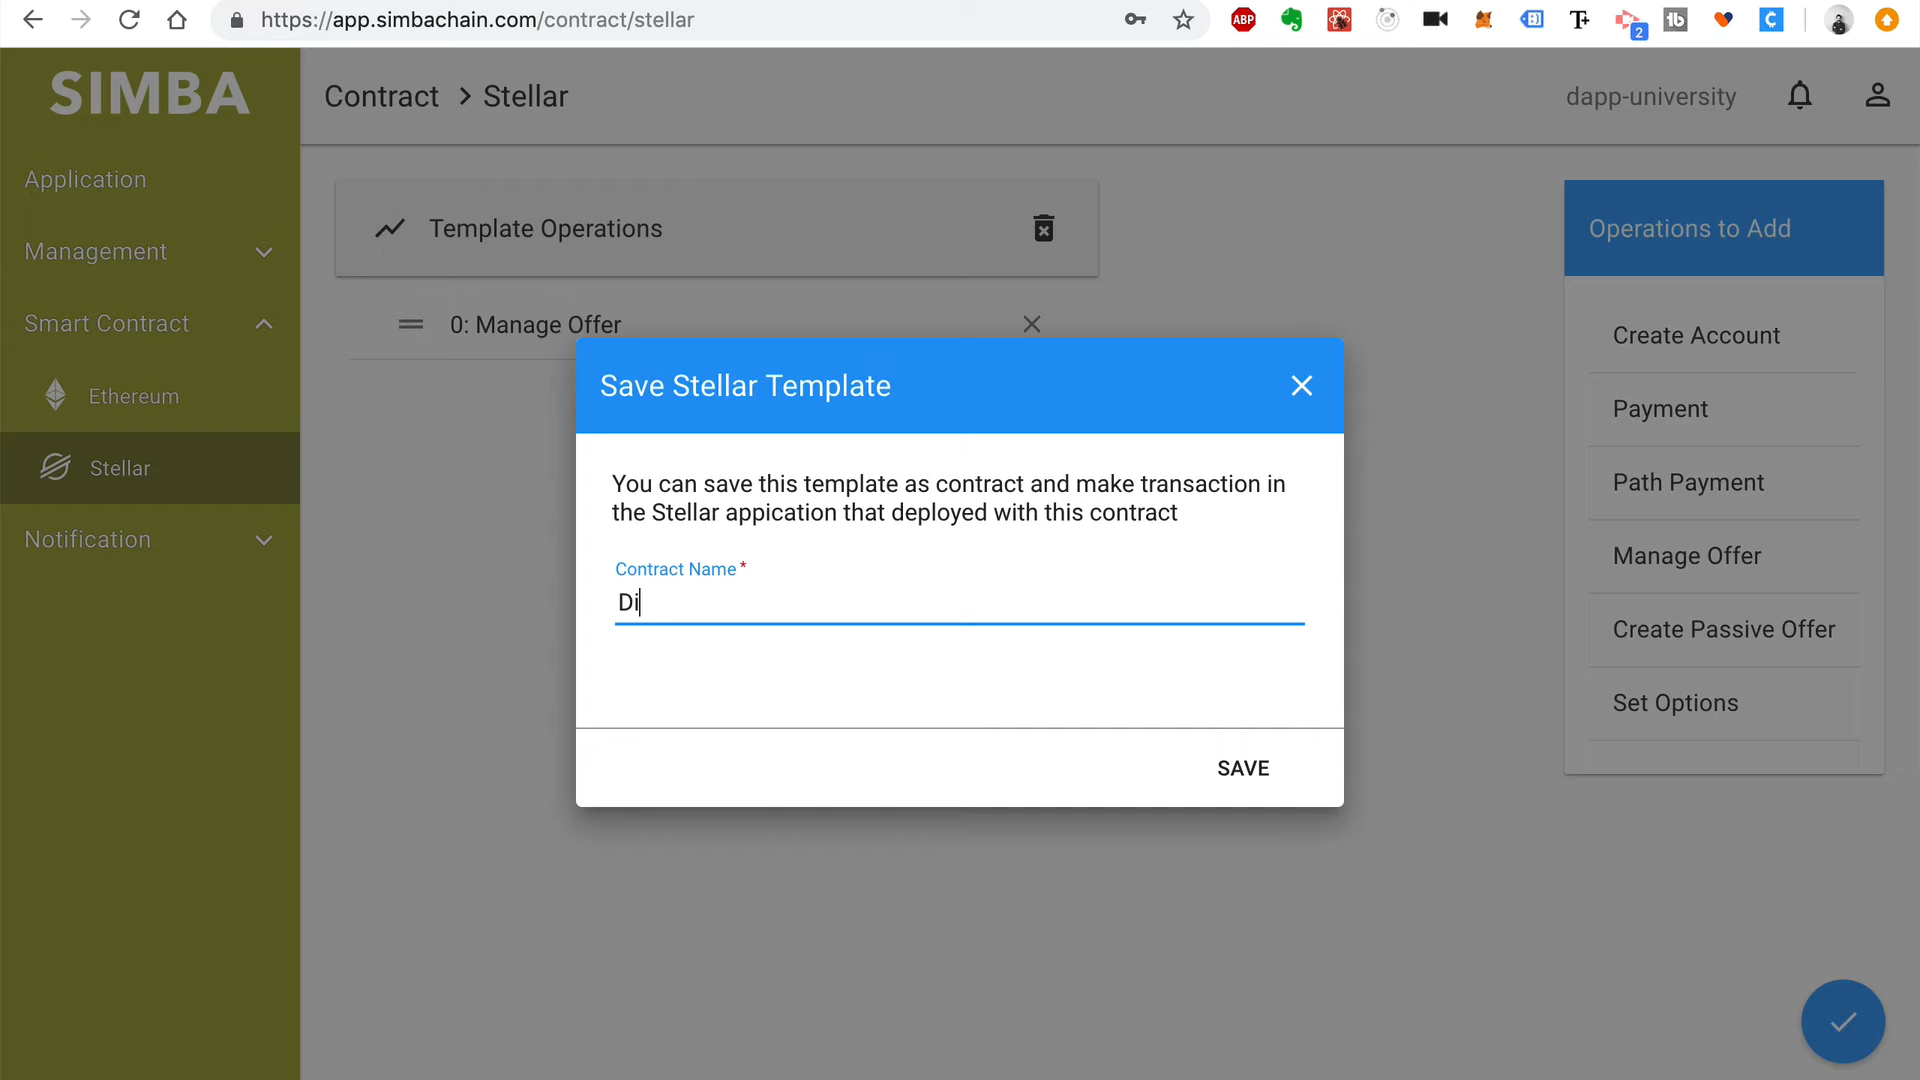 https://app.simbachain.com/contract/stellar
ABP
2
SIMBA
Contract > Stellar
dapp-university
Application
Management
Smart Contract
Ethereum
Stellar
Notification
Template Operations
0: Manage Offer
Save Stellar Template
You can save this template as contract and make transaction in
the Stellar appication that deployed with this contract
Contract Name *
Di
SAVE
Operations to Add
Create Account
Payment
Path Payment
Manage Offer
Create Passive Offer
Set Options